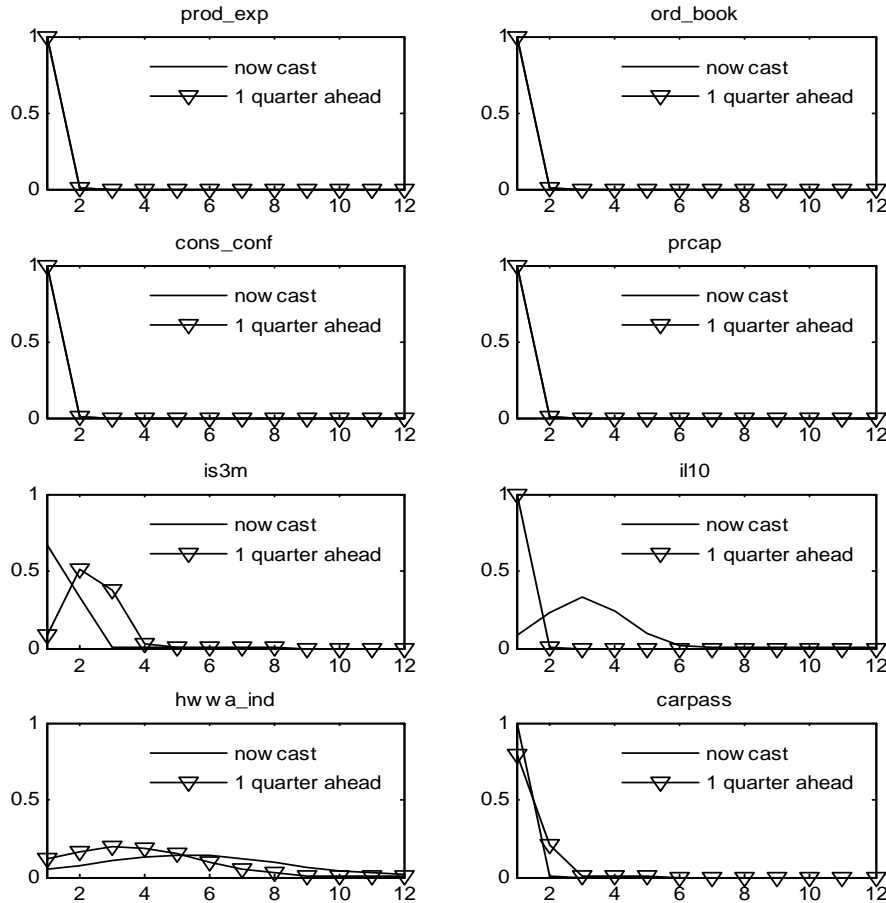 prod_exp
1
now cast
1 quarter ahead
0.5
0
2 4 6 8 10 12
ord_book
1
now cast
1 quarter ahead
0.5
0
2 4 6 8 10 12
cons_conf
1
now cast
1 quarter ahead
0.5
0
2 4 6 8 10 12
prcap
1
now cast
1 quarter ahead
0.5
0
2 4 6 8 10 12
is3m
1
now cast
1 quarter ahead
0.5
0
2 4 6 8 10 12
il10
1
now cast
1 quarter ahead
0.5
0
2 4 6 8 10 12
hw w a_ind
1
now cast
1 quarter ahead
0.5
0
2 4 6 8 10 12
carpass
1
now cast
1 quarter ahead
0.5
0
2 4 6 8 10 12